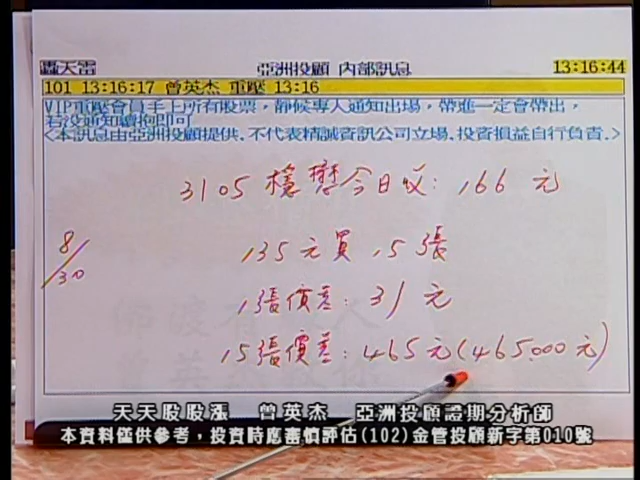 蕭天雷 亞洲投顧 內部訊息 13:16:44
101 13:16:17 曾英杰 重壓 13:16
VIP重壓會員手上所有股票，靜候專人通知出場，帶進一定會帶出，
若沒通知續抱即可
<本訊息由亞洲投顧提供、不代表精誠資訊公司立場、投資損益自行負責.>
3105 穩懋今日收：166 元
8/30
135元買 15張
1張價差：31 元
15張價差：465元(465,000元)
天天股股漲 曾英杰 亞洲投顧證期分析師
本資料僅供參考，投資時應審慎評估(102)金管投顧新字第010號